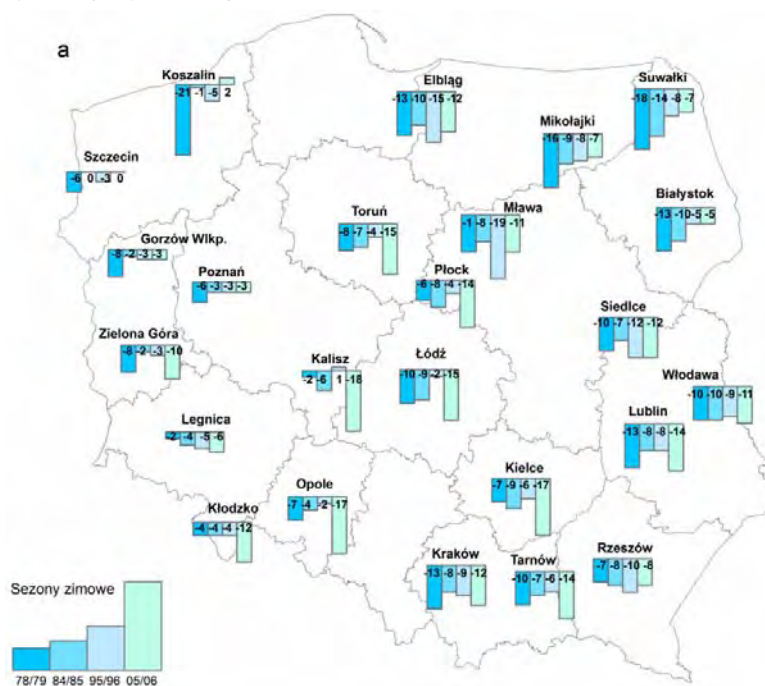 a
Koszalin
-21 -1 -5 2
Elbląg
-13 -10 -15 -12
Suwałki
-18 -14 -8 -7
Mikołajki
-16 -9 -8 -7
Szczecin
-6 0 -3 0
Białystok
-13 -10 -5 -5
Toruń
-8 -7 -4 -15
Mława
-1 -8 -19 -11
Gorzów Wlkp.
-8 -2 -3 -3
Poznań
-6 -3 -3 -3
Płock
-6 -8 -4 -14
Siedlce
-10 -7 -12 -12
Zielona Góra
-8 -2 -3 -10
Kalisz
-2 -6 1 -18
Łódź
-10 -9 -2 -15
Włodawa
-10 -10 -9 -11
Legnica
-2 -4 -5 -6
Lublin
-13 -8 -8 -14
Kielce
-7 -9 -6 -17
Opole
-7 -4 -2 -17
Kłodzko
-4 -4 -4 -12
Kraków
-13 -8 -9 -12
Tarnów
-10 -7 -6 -14
Rzeszów
-7 -8 -10 -8
Sezony zimowe
78/79 84/85 95/96 05/06